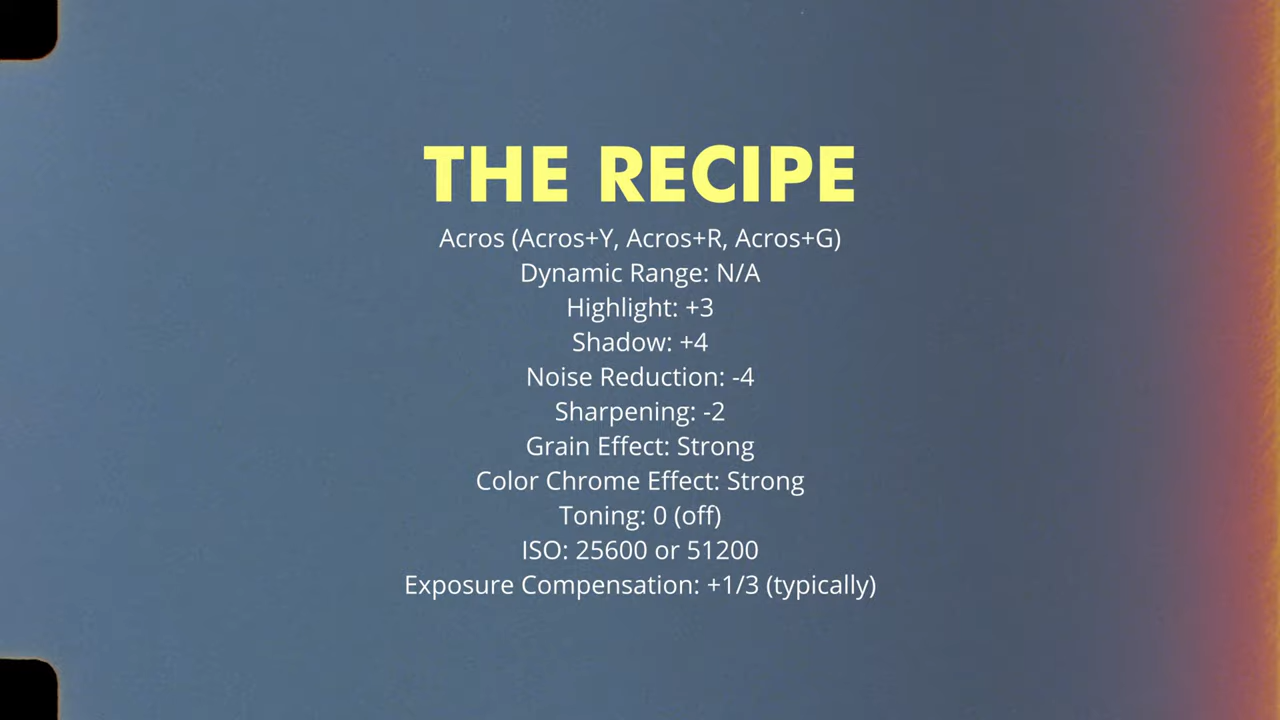 THE RECIPE
Acros (Acros+Y, Acros+R, Acros+G)
Dynamic Range: N/A
Highlight: +3
Shadow: +4
Noise Reduction: -4
Sharpening: -2
Grain Effect: Strong
Color Chrome Effect: Strong
Toning: 0 (off)
ISO: 25600 or 51200
Exposure Compensation: +1/3 (typically)